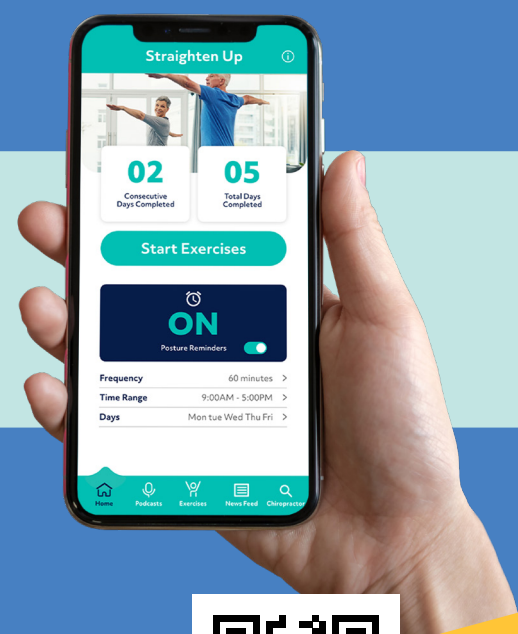 Straighten Up
02
Consecutive
Days Completed
05
Total Days
Completed
Start Exercises
ON
Posture Reminders
Frequency 60 minutes >
Time Range 9:00AM - 5:00PM >
Days Mon tue Wed Thu Fri >
Home Podcasts Exercises News Feed Chiropractor